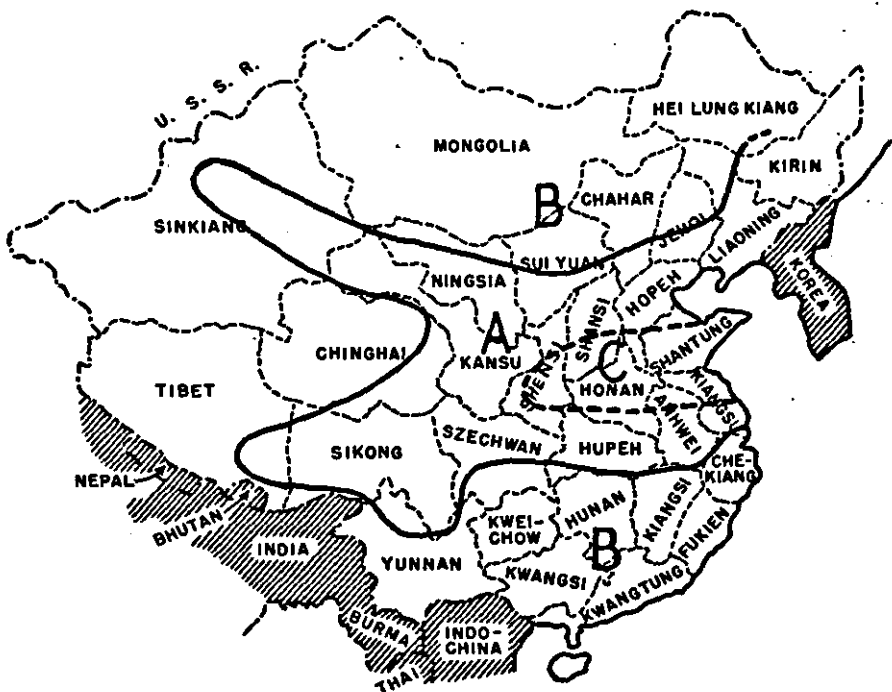 U. S. S. R.
HEI LUNG KIANG
MONGOLIA
KIRIN
B
CHAHAR
SINKIANG
JEHOL
LIAONING
SUI YUAN
NINGSIA
HOPEH
KOREA
SHANSI
A
CHINGHAI
KANSU
SHENSI
C
SHANTUNG
TIBET
HONAN
KIANGSI
ANHWEI
SZECHWAN
SIKONG
HUPEH
CHE-
KIANG
NEPAL
BHUTAN
HUNAN
KIANGSI
KWEI-
CHOW
INDIA
B
FUKIEN
YUNNAN
KWANGSI
KWANGTUNG
BURMA
INDO-
CHINA
THAI